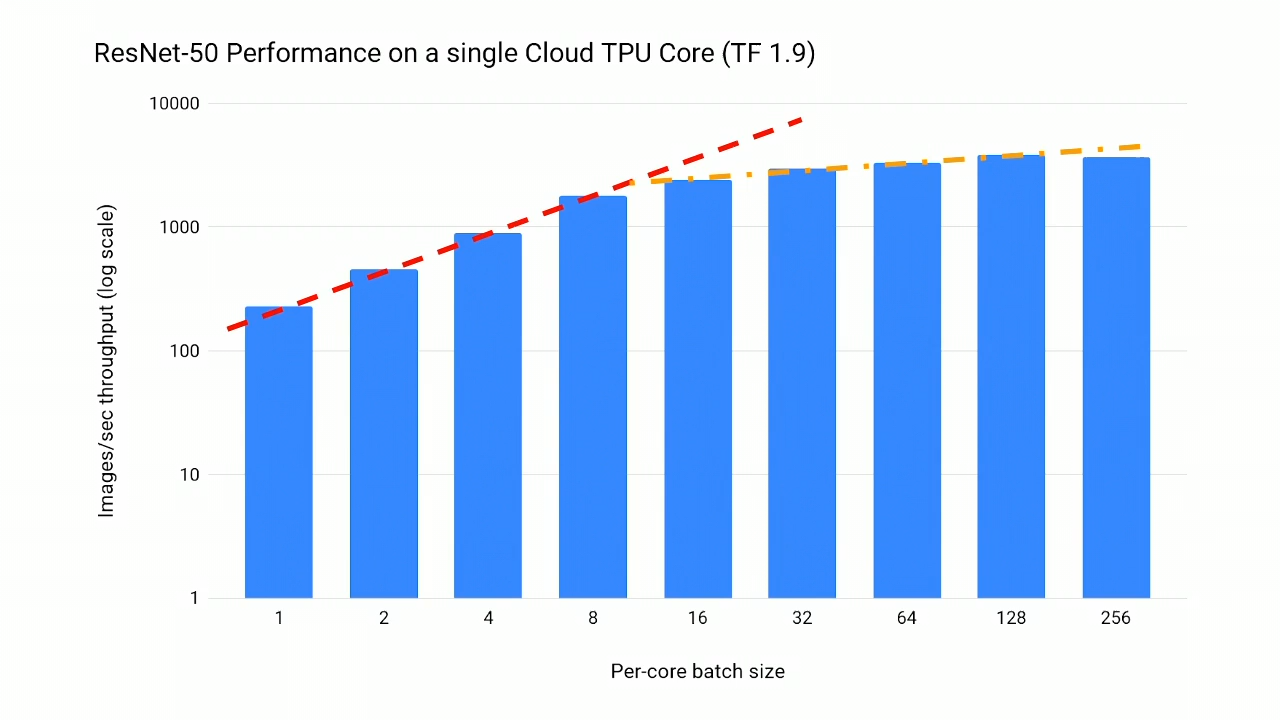 ResNet-50 Performance on a single Cloud TPU Core (TF 1.9)
Images/sec throughput (log scale)
10000
1000
100
10
1
1 2 4 8 16 32 64 128 256
Per-core batch size